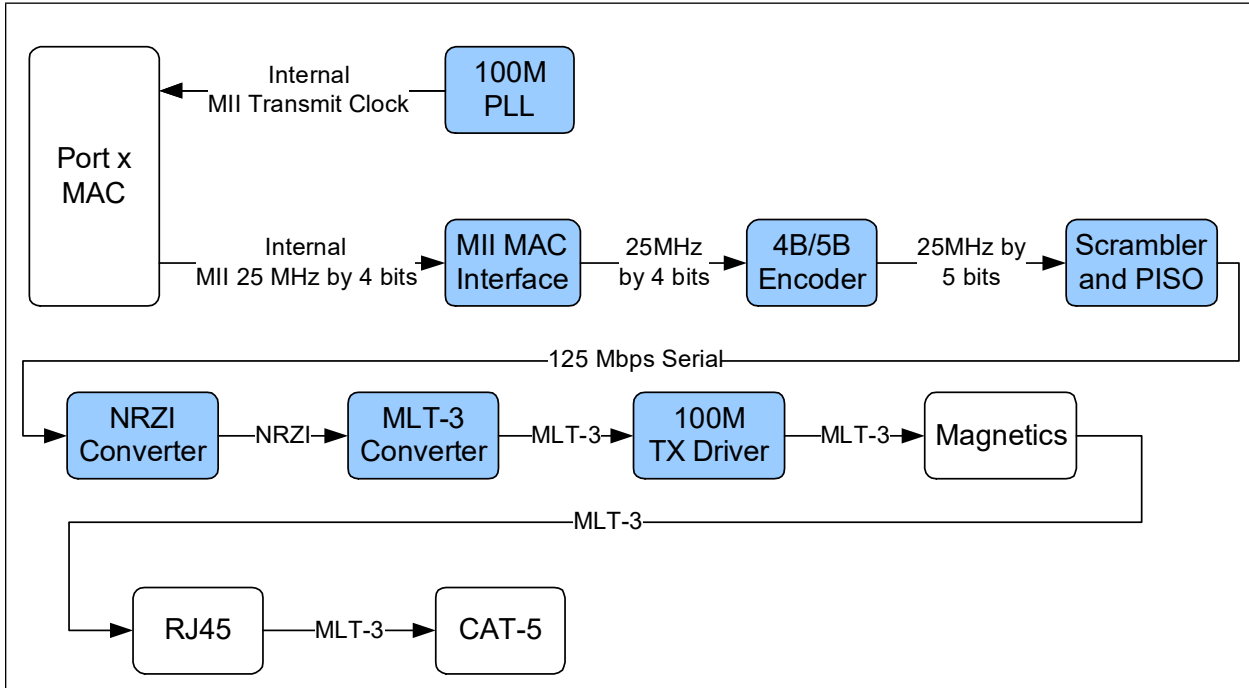 Internal
MII Transmit Clock
100M
PLL
Port x
MAC
Internal
MII 25 MHz by 4 bits
MII MAC
Interface
25MHz
by 4 bits
4B/5B
Encoder
25MHz by
5 bits
Scrambler
and PISO
125 Mbps Serial
NRZI
Converter
NRZI
MLT-3
Converter
MLT-3
100M
TX Driver
MLT-3
Magnetics
MLT-3
RJ45
MLT-3
CAT-5